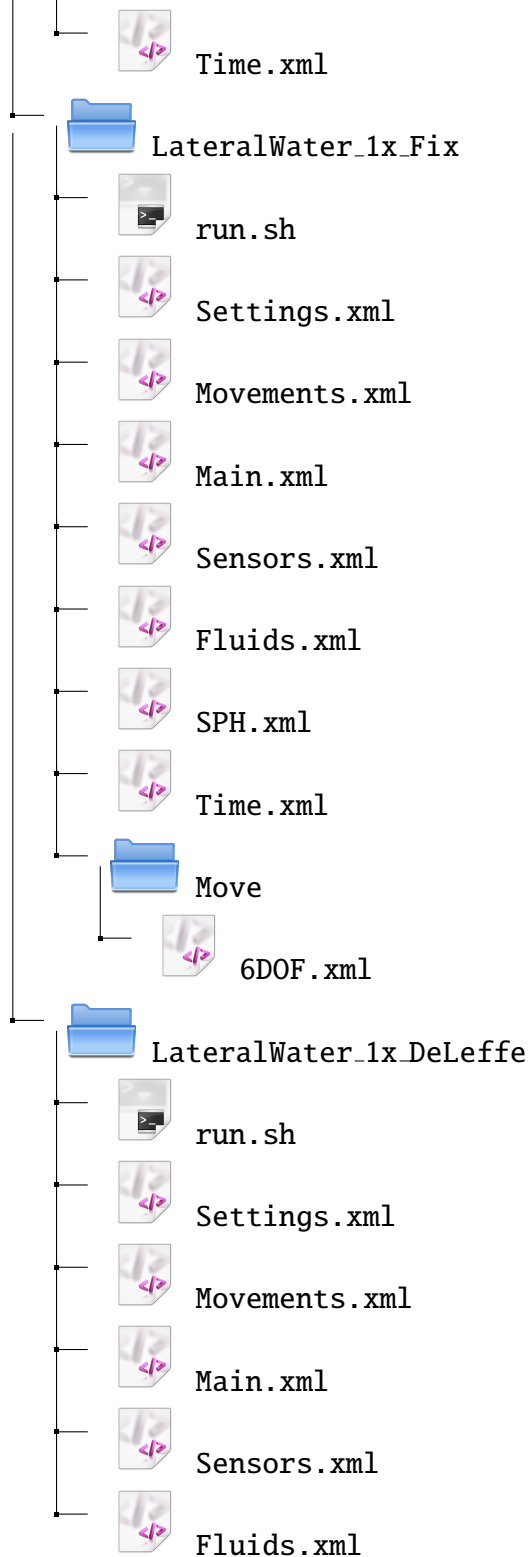 Time.xml
LateralWater_1x_Fix
run.sh
Settings.xml
Movements.xml
Main.xml
Sensors.xml
Fluids.xml
SPH.xml
Time.xml
Move
6DOF.xml
LateralWater_1x_DeLeffe
run.sh
Settings.xml
Movements.xml
Main.xml
Sensors.xml
Fluids.xml